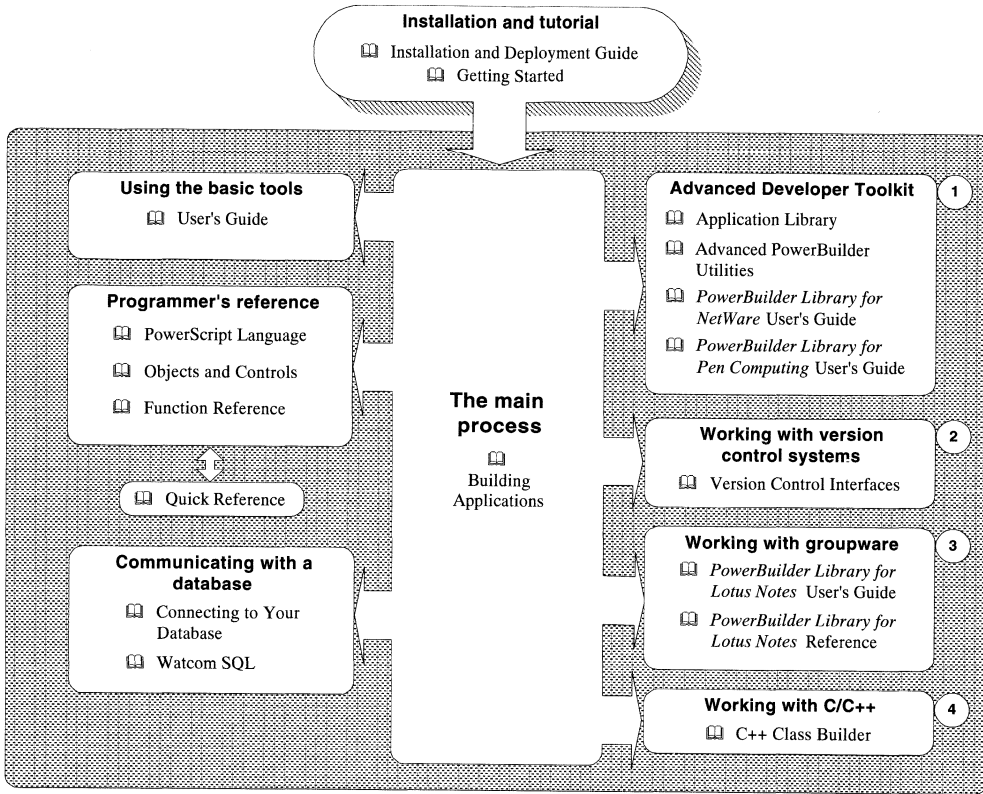 Installation and tutorial
Installation and Deployment Guide
Getting Started
Using the basic tools
User's Guide
Programmer's reference
PowerScript Language
Objects and Controls
Function Reference
Quick Reference
Communicating with a
database
Connecting to Your
Database
Watcom SQL
The main
process
Building
Applications
Advanced Developer Toolkit
1
Application Library
Advanced PowerBuilder
Utilities
PowerBuilder Library for
NetWare User's Guide
PowerBuilder Library for
Pen Computing User's Guide
Working with version
control systems
2
Version Control Interfaces
Working with groupware
3
PowerBuilder Library for
Lotus Notes User's Guide
PowerBuilder Library for
Lotus Notes Reference
Working with C/C++
4
C++ Class Builder